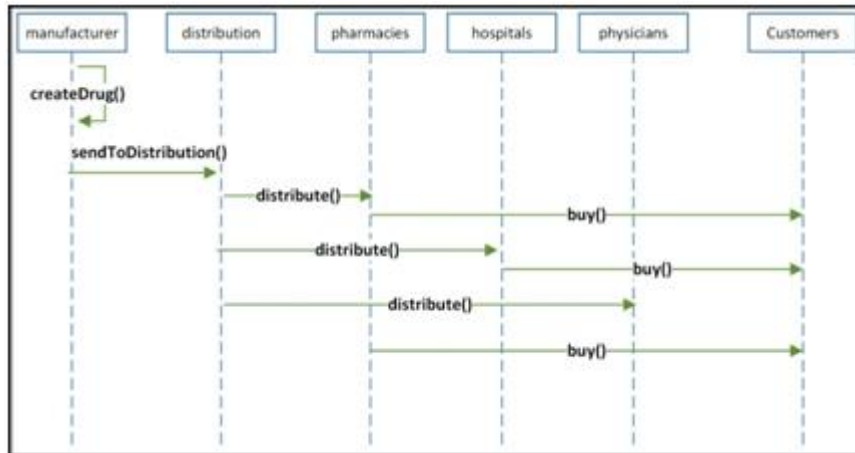 manufacturer
distribution
pharmacies
hospitals
physicians
Customers
createDrug()
sendToDistribution()
distribute()
buy()
distribute()
buy()
distribute()
buy()